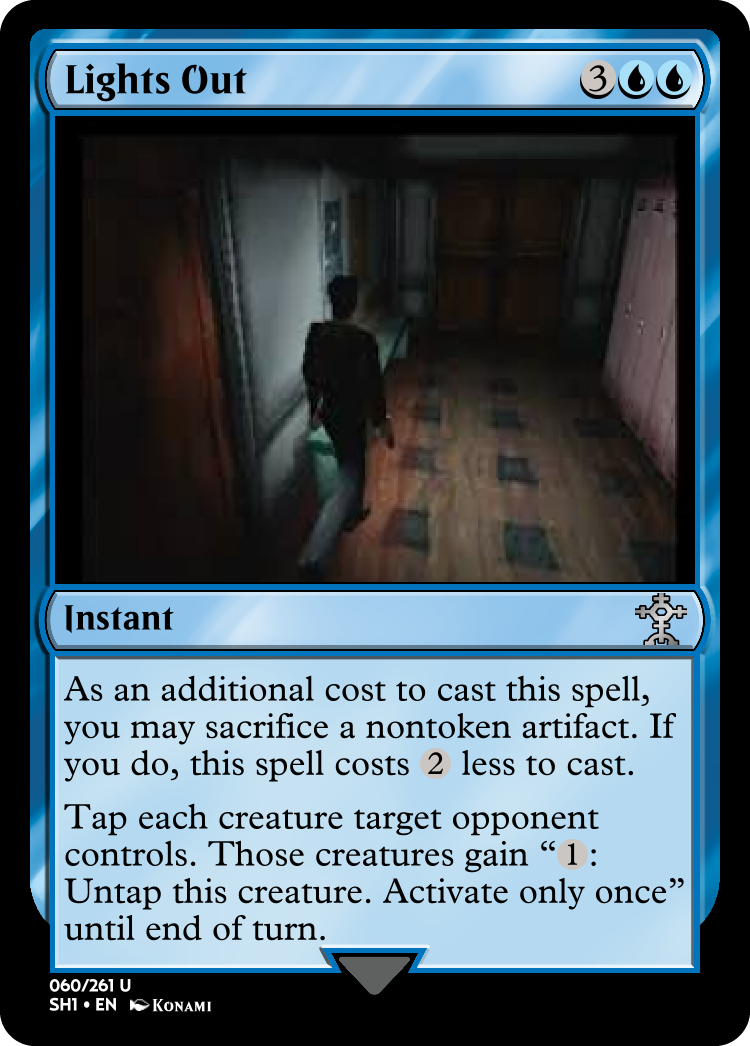 Lights Out 3
Instant
As an additional cost to cast this spell,
you may sacrifice a nontoken artifact. If
you do, this spell costs 2 less to cast.
Tap each creature target opponent
controls. Those creatures gain “1:
Untap this creature. Activate only once”
until end of turn.
060/261 U
SH1 • EN KONAMI